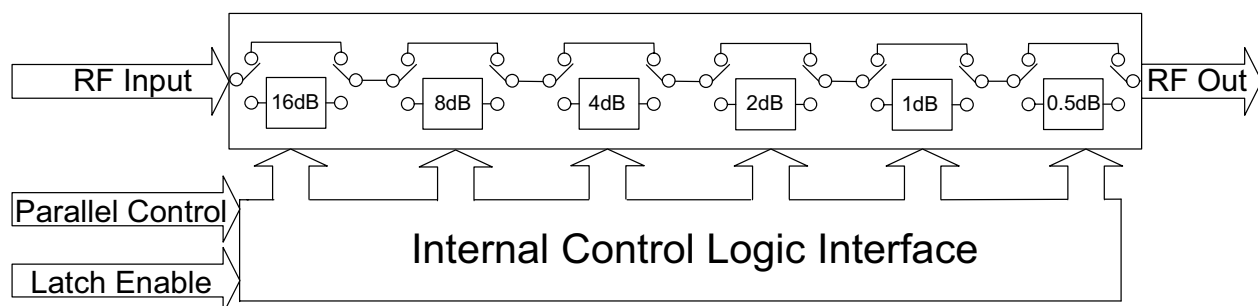 RF Input
16dB
8dB
4dB
2dB
1dB
0.5dB
RF Out
Parallel Control
Internal Control Logic Interface
Latch Enable